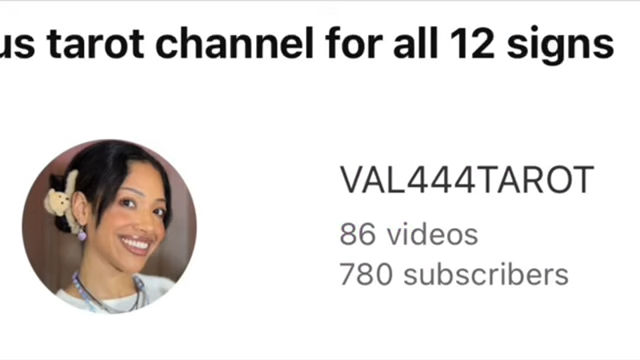 us tarot channel for all 12 signs
VAL444TAROT
86 videos
780 subscribers